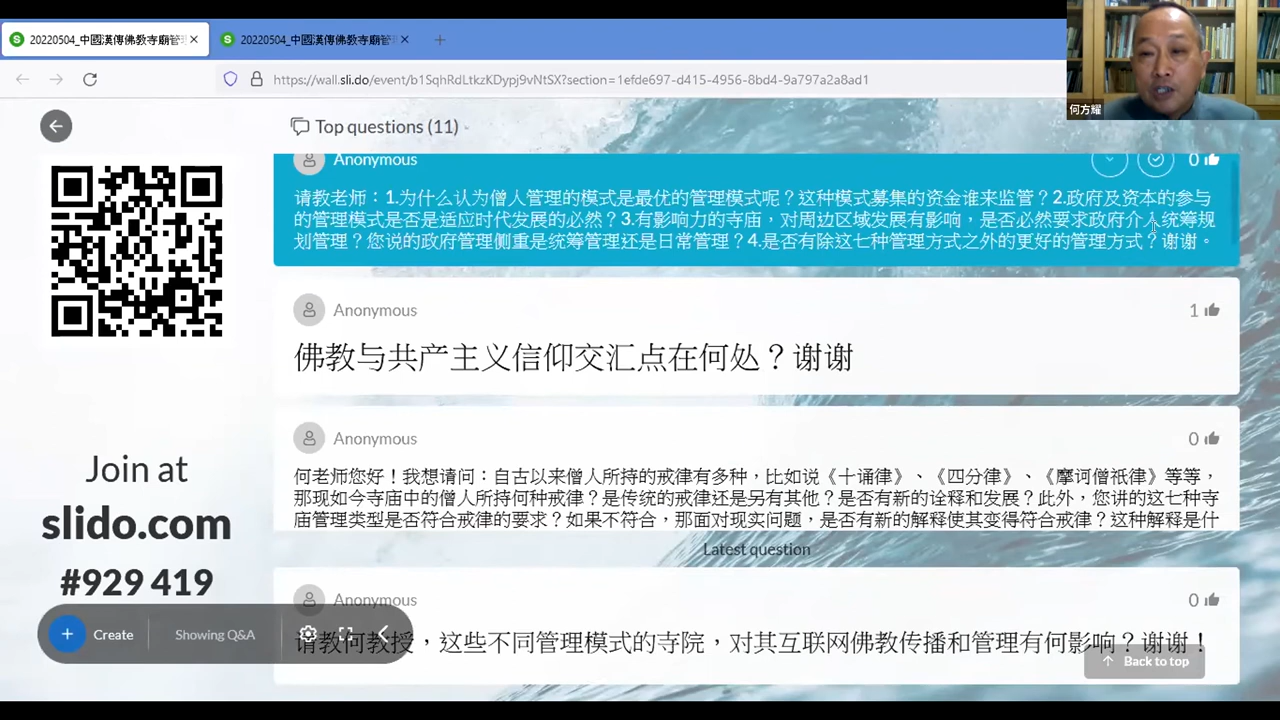 20220504_中國漢傳佛教寺廟管
20220504_中國漢傳佛教寺廟管
https://wall.sli.do/event/b1SqhRdLtkzKDypj9vNtSX?section=1efde697-d415-4956-8bd4-9a797a2a8ad1
何方耀
Top questions (11)
Anonymous
0
请教老师：1.为什么认为僧人管理的模式是最优的管理模式呢？这种模式募集的资金谁来监管？2.政府及资本的参与
的管理模式是否是适应时代发展的必然？3.有影响力的寺庙，对周边区域发展有影响，是否必然要求政府介入统筹规
划管理？您说的政府管理侧重是统筹管理还是日常管理？4.是否有除这七种管理方式之外的更好的管理方式？谢谢。
Anonymous
1
佛教与共产主义信仰交汇点在何处？谢谢
Anonymous
0
何老师您好！我想请问：自古以来僧人所持的戒律有多种，比如说《十诵律》、《四分律》、《摩诃僧祇律》等等，
那现如今寺庙中的僧人所持何种戒律？是传统的戒律还是另有其他？是否有新的诠释和发展？此外，您讲的这七种寺
庙管理类型是否符合戒律的要求？如果不符合，那面对现实问题，是否有新的解释使其变得符合戒律？这种解释是什
Latest question
Anonymous
0
请教何教授，这些不同管理模式的寺院，对其互联网佛教传播和管理有何影响？谢谢！
Back to top
Join at
slido.com
#929 419
Create
Showing Q&A